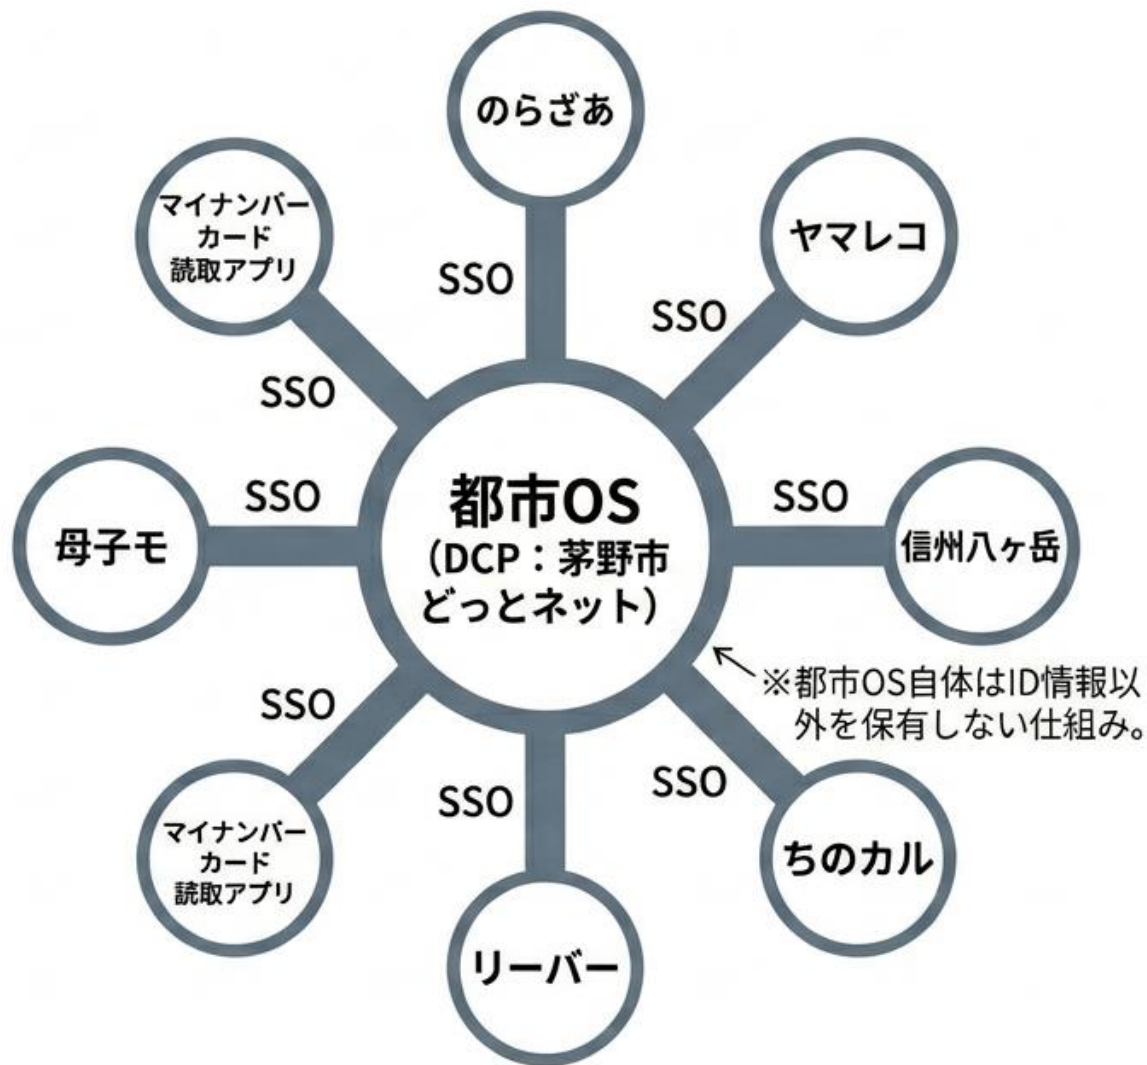 のらざあ
SSO
ヤマレコ
SSO
信州八ヶ岳
SSO
ちのカル
SSO
リーバー
SSO
マイナンバー
カード
読取アプリ
SSO
母子モ
SSO
マイナンバー
カード
読取アプリ
SSO
都市OS
（DCP：茅野市
どっとネット）
※都市OS自体はID情報以
外を保有しない仕組み。